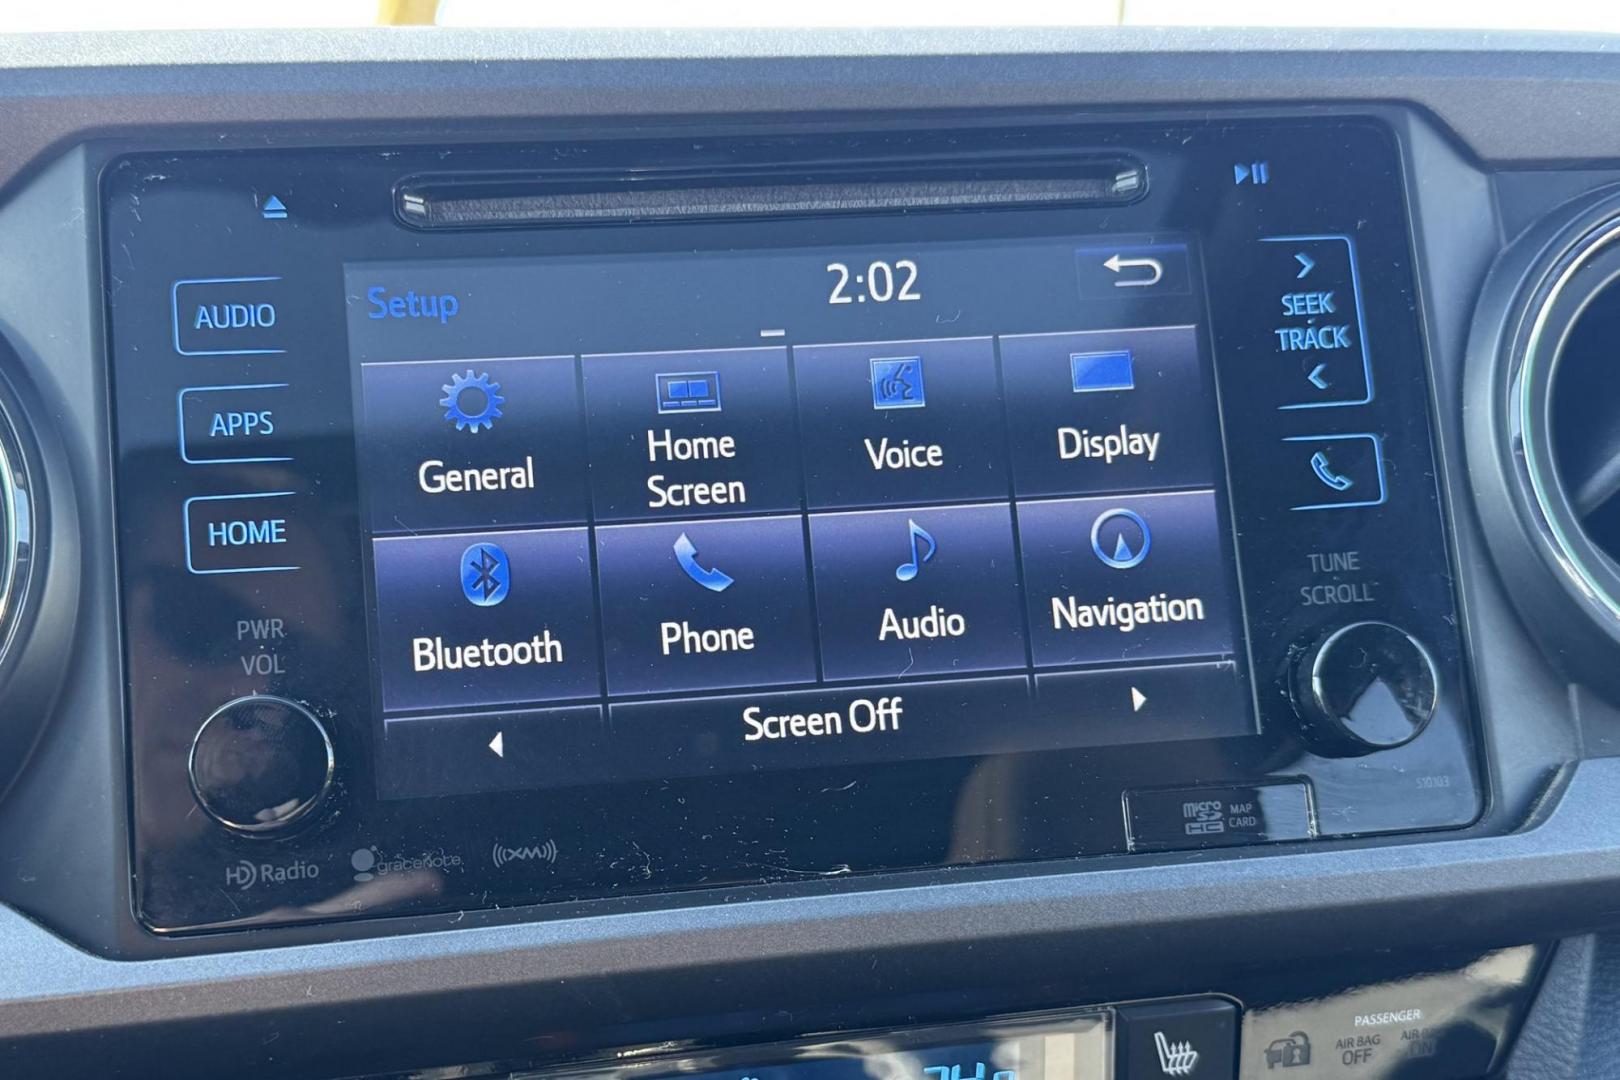 Setup
2:02
AUDIO
General
Home
Screen
Voice
Display
SEEK
TRACK
APPS
HOME
Bluetooth
Phone
Audio
Navigation
TUNE
SCROLL
PWR
VOL
Screen Off
510103
HD Radio
gracenote
((XM))
micro
SD
HC
MAP
CARD
PASSENGER
AIR BAG
OFF